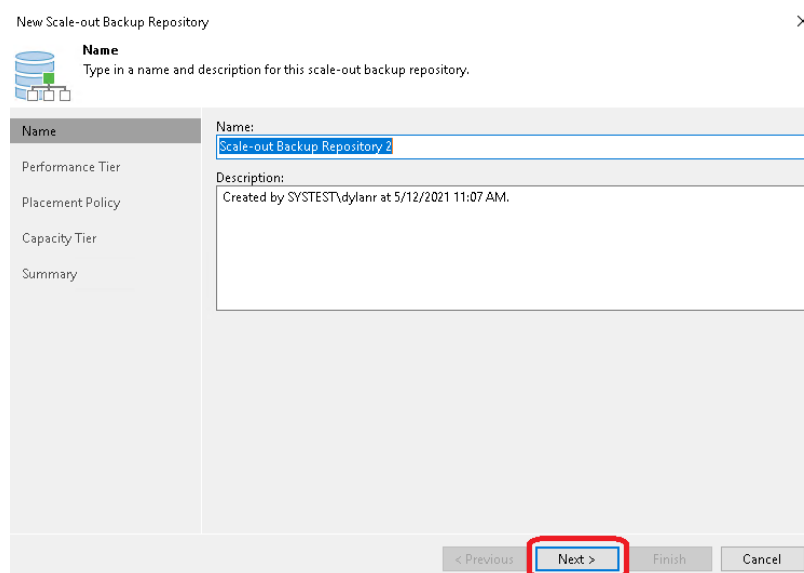 New Scale-out Backup Repository
Name
Type in a name and description for this scale-out backup repository.
Name
Performance Tier
Placement Policy
Capacity Tier
Summary
Name:
Scale-out Backup Repository 2
Description:
Created by SYSTEST\dylanr at 5/12/2021 11:07 AM.
< Previous
Next >
Finish
Cancel